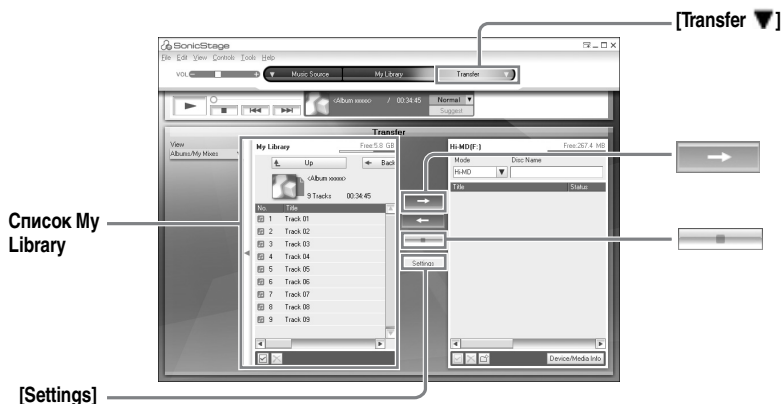 [Transfer ▼]
SonicStage
File Edit View Controls Tools Help
VOL
Music Source My Library Transfer
<Album xxxxx> / 00:34:45 Normal
Suggest
Transfer
View
Albums/My Mixes
My Library Free:5.8 GB
Up Back
<Album xxxxx>
9 Tracks 00:34:45
No. Title
1 Track 01
2 Track 02
3 Track 03
4 Track 04
5 Track 05
6 Track 06
7 Track 07
8 Track 08
9 Track 09
Settings
Hi-MD(F:) Free:267.4 MB
Mode Disc Name
Hi-MD
Title Status
Device/Media Info
Список My
Library
[Settings]